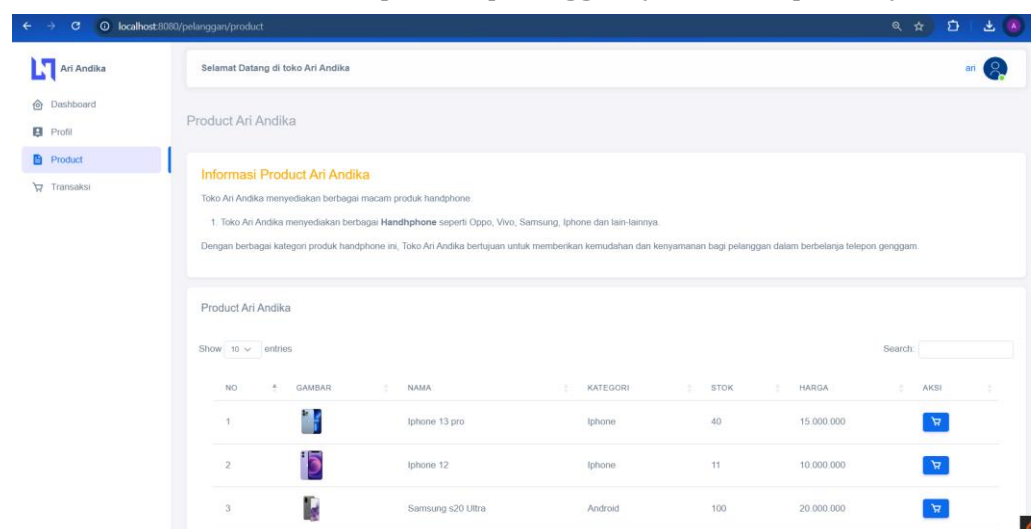 localhost:8080/pelanggan/product
A
Ari Andika
Selamat Datang di toko Ari Andika
ari
Dashboard
Profil
Product
Transaksi
Product Ari Andika
Informasi Product Ari Andika
Toko Ari Andika menyediakan berbagai macam produk handphone.
1. Toko Ari Andika menyediakan berbagai Handhphone seperti Oppo, Vivo, Samsung, Iphone dan lain-lainnya.
Dengan berbagai kategori produk handphone ini, Toko Ari Andika bertujuan untuk memberikan kemudahan dan kenyamanan bagi pelanggan dalam berbelanja telepon genggam.
Product Ari Andika
Show 10 entries Search:
NO GAMBAR NAMA KATEGORI STOK HARGA AKSI
1 Iphone 13 pro Iphone 40 15.000.000
2 Iphone 12 Iphone 11 10.000.000
3 Samsung s20 Ultra Android 100 20.000.000